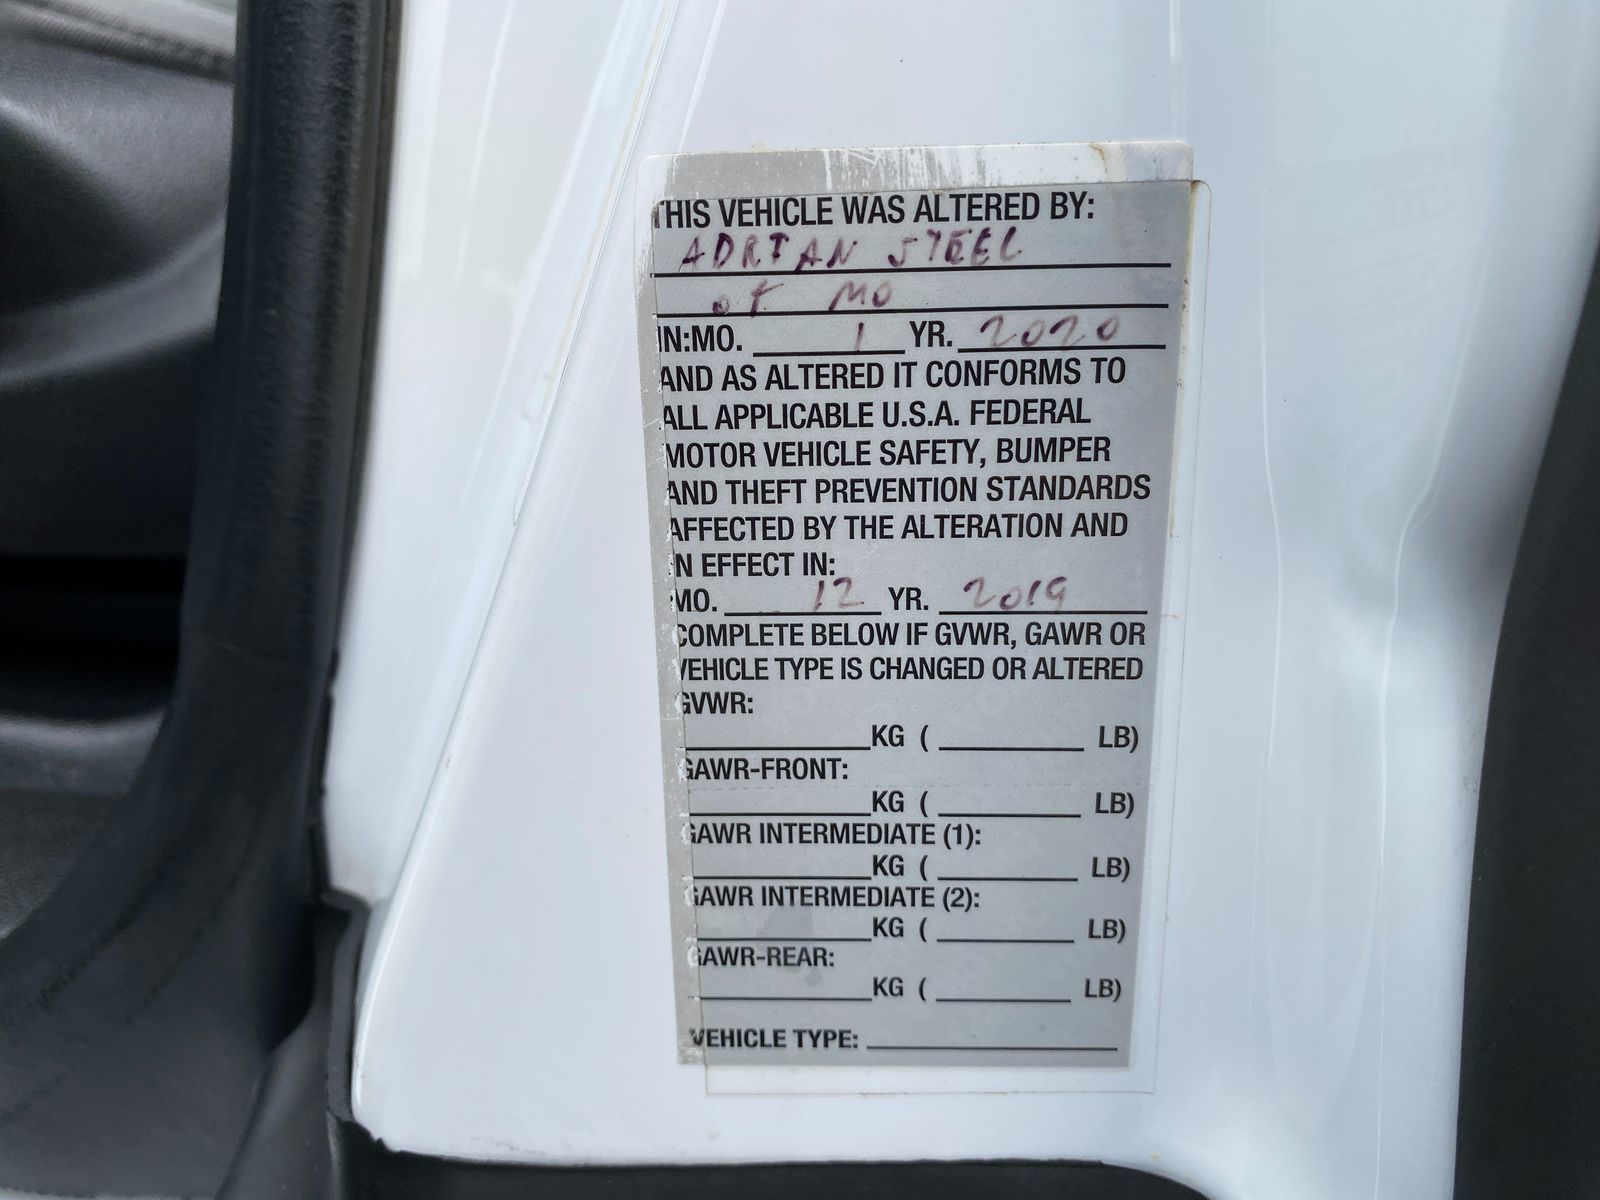 THIS VEHICLE WAS ALTERED BY:
ADRIAN STEEL
of MO
IN:MO. 1 YR. 2020
AND AS ALTERED IT CONFORMS TO
ALL APPLICABLE U.S.A. FEDERAL
MOTOR VEHICLE SAFETY, BUMPER
AND THEFT PREVENTION STANDARDS
AFFECTED BY THE ALTERATION AND
IN EFFECT IN:
MO. 12 YR. 2019
COMPLETE BELOW IF GVWR, GAWR OR
VEHICLE TYPE IS CHANGED OR ALTERED
GVWR:
KG ( LB)
GAWR-FRONT:
KG ( LB)
GAWR INTERMEDIATE (1):
KG ( LB)
GAWR INTERMEDIATE (2):
KG ( LB)
GAWR-REAR:
KG ( LB)
VEHICLE TYPE: